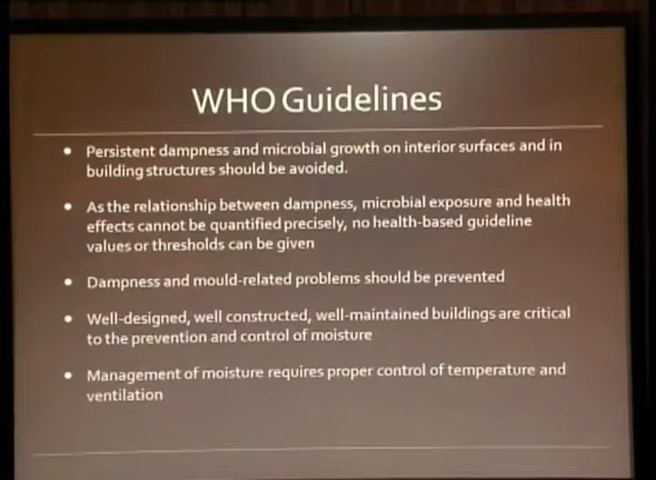 WHO Guidelines
• Persistent dampness and microbial growth on interior surfaces and in
building structures should be avoided.
• As the relationship between dampness, microbial exposure and health
effects cannot be quantified precisely, no health-based guideline
values or thresholds can be given
• Dampness and mould-related problems should be prevented
• Well-designed, well constructed, well-maintained buildings are critical
to the prevention and control of moisture
• Management of moisture requires proper control of temperature and
ventilation